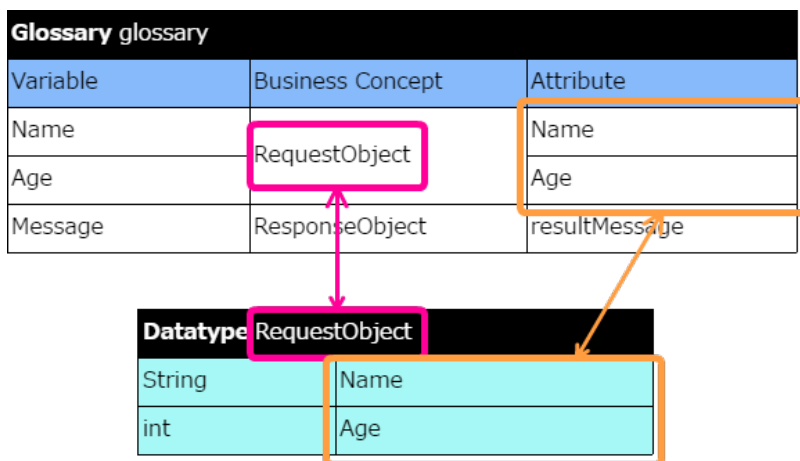 Glossary glossary
Variable Business Concept Attribute
Name RequestObject Name
Age Age
Message ResponseObject resultMessage
Datatype RequestObject
String Name
int Age